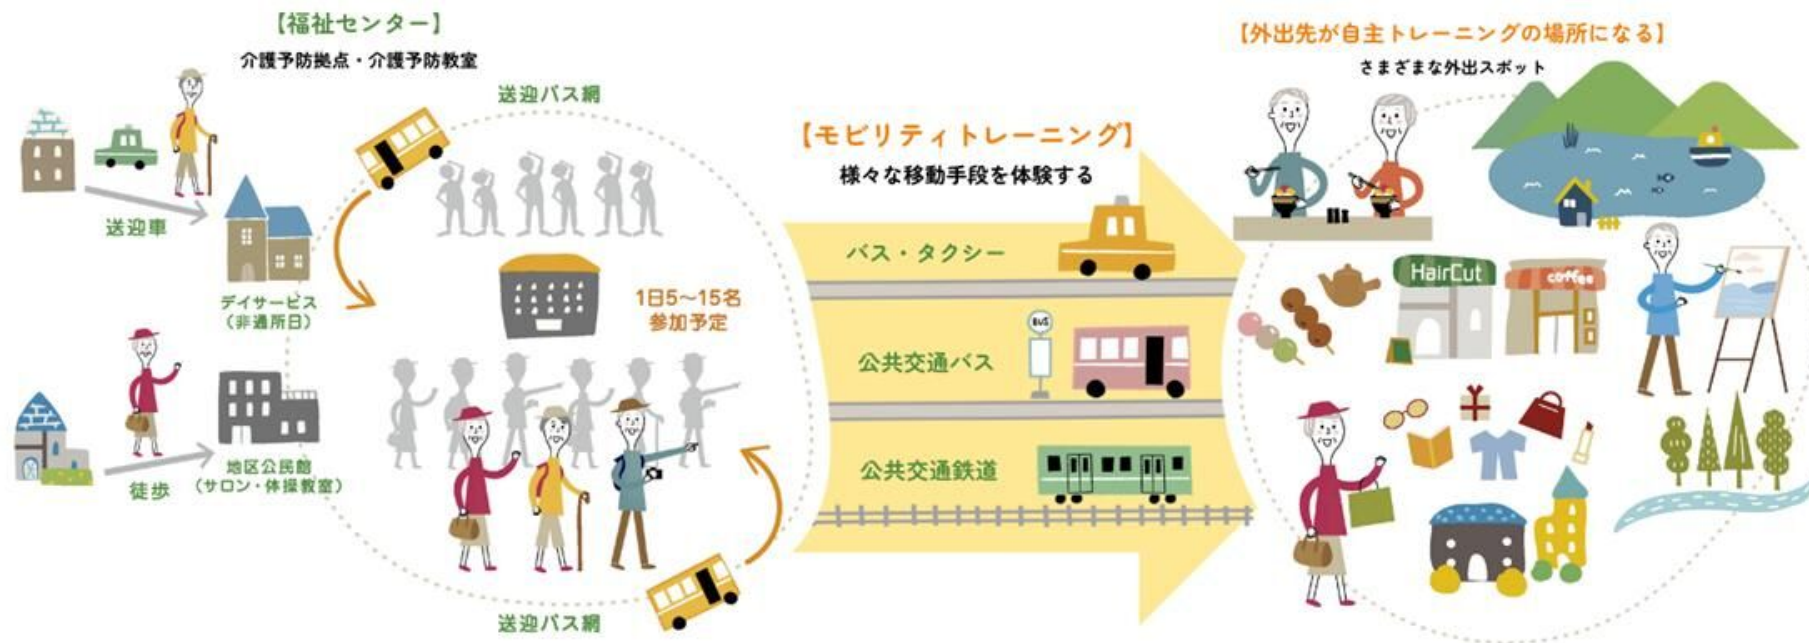 【福祉センター】
介護予防拠点・介護予防教室
送迎車
デイサービス
(非通所日)
徒歩
地区公民館
(サロン・体操教室)
送迎バス網
1日5〜15名
参加予定
送迎バス網
【モビリティトレーニング】
様々な移動手段を体験する
バス・タクシー
BUS
公共交通バス
公共交通鉄道
【外出先が自主トレーニングの場所になる】
さまざまな外出スポット
HairCut
coffee